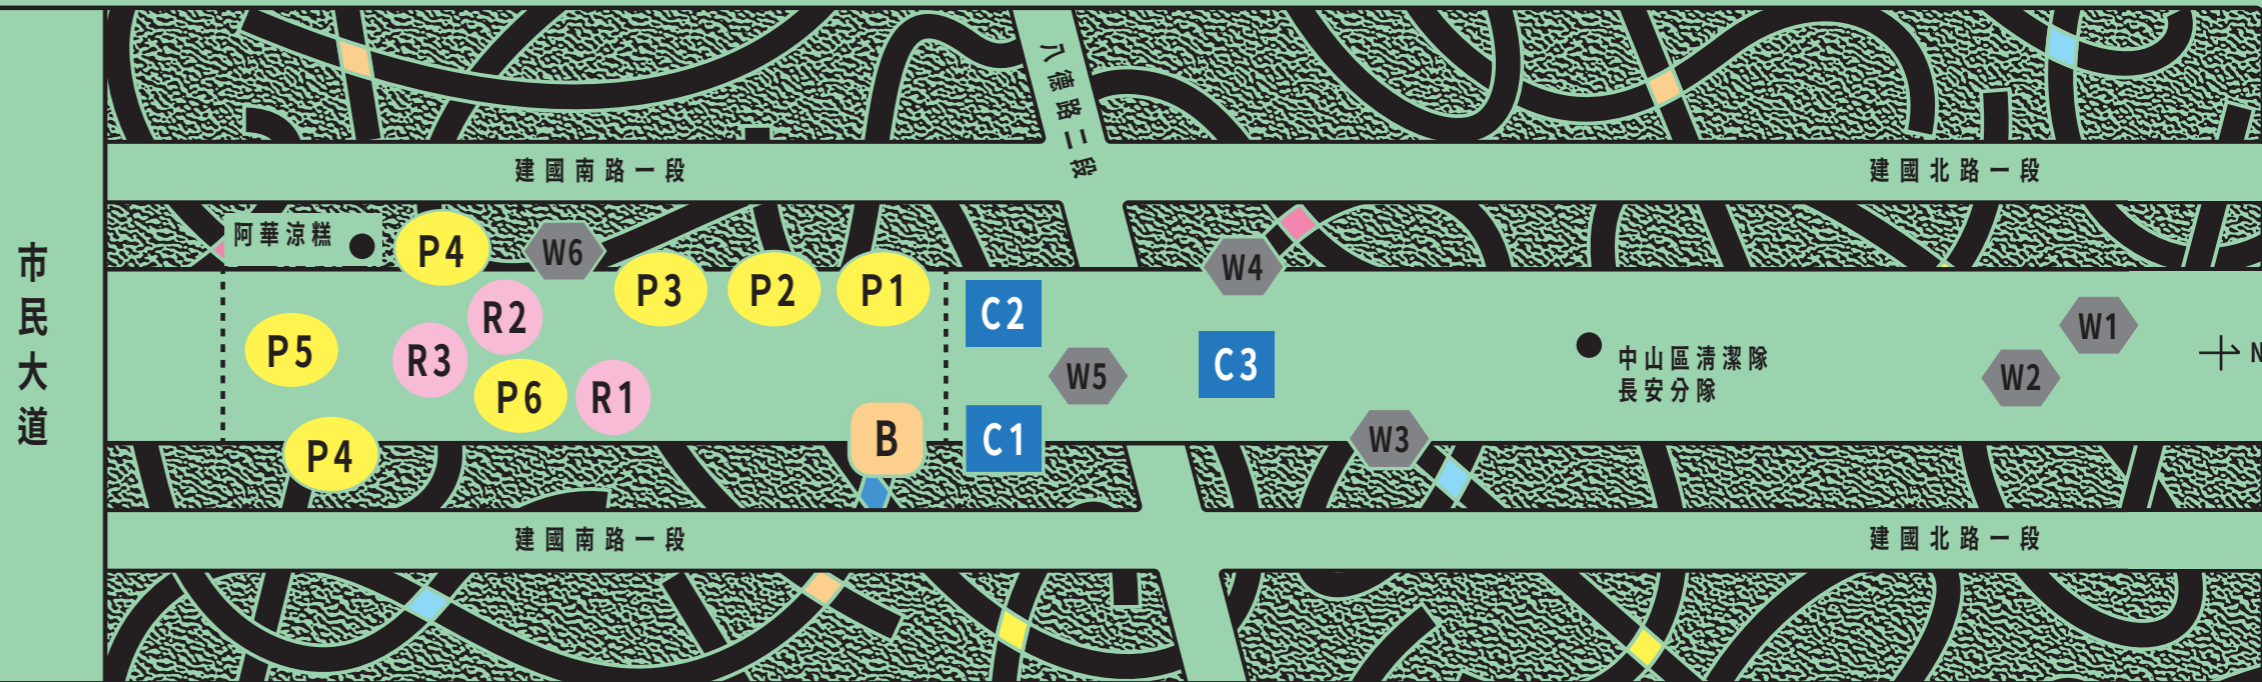 八德路二段
建國南路一段
建國北路一段
市民大道
阿華涼糕
P4
W6
P3
P2
P1
C2
W4
W1
R2
P5
R3
P6
R1
W5
C3
中山區清潔隊
長安分隊
W2
N
P4
B
C1
W3
建國南路一段
建國北路一段